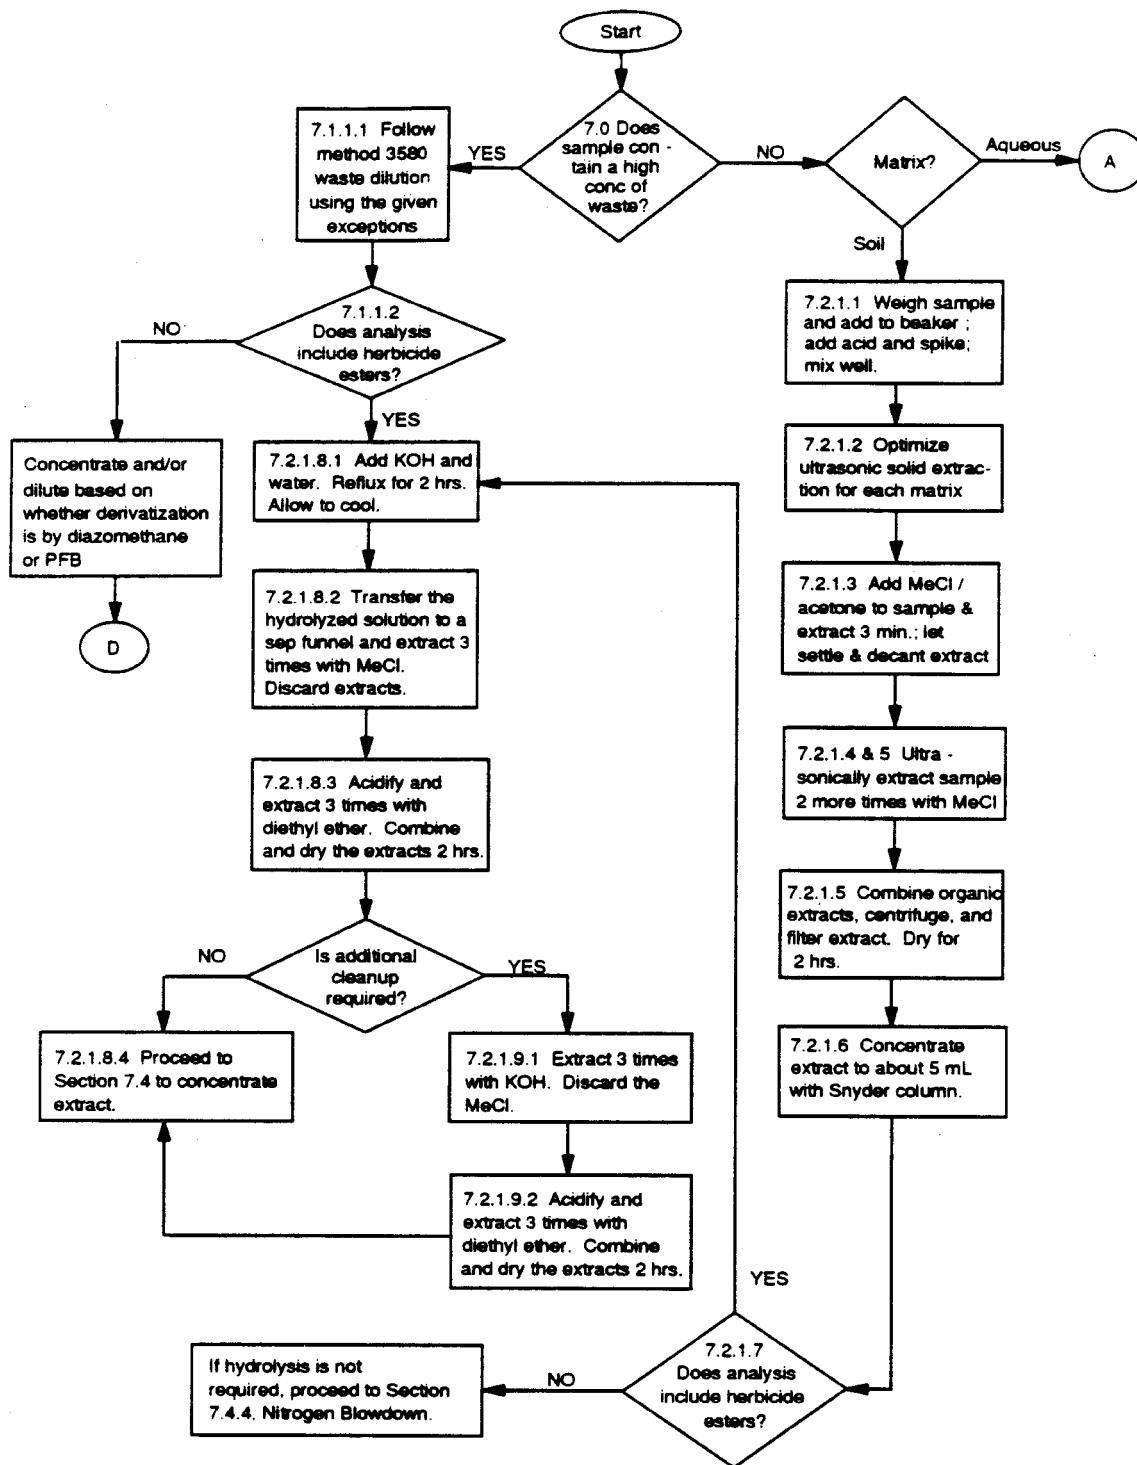 Start
7.0 Does
sample con -
tain a high
conc of
waste?
YES
NO
7.1.1.1 Follow
method 3580
waste dilution
using the given
exceptions
Matrix?
Aqueous
A
Soil
7.1.1.2
Does analysis
include herbicide
esters?
NO
YES
Concentrate and/or
dilute based on
whether derivatization
is by diazomethane
or PFB
D
7.2.1.8.1 Add KOH and
water. Reflux for 2 hrs.
Allow to cool.
7.2.1.8.2 Transfer the
hydrolyzed solution to a
sep funnel and extract 3
times with MeCl.
Discard extracts.
7.2.1.8.3 Acidify and
extract 3 times with
diethyl ether. Combine
and dry the extracts 2 hrs.
Is additional
cleanup
required?
NO
YES
7.2.1.8.4 Proceed to
Section 7.4 to concentrate
extract.
7.2.1.9.1 Extract 3 times
with KOH. Discard the
MeCl.
7.2.1.9.2 Acidify and
extract 3 times with
diethyl ether. Combine
and dry the extracts 2 hrs.
7.2.1.1 Weigh sample
and add to beaker ;
add acid and spike;
mix well.
7.2.1.2 Optimize
ultrasonic solid extrac-
tion for each matrix
7.2.1.3 Add MeCl /
acetone to sample &
extract 3 min.; let
settle & decant extract
7.2.1.4 & 5 Ultra -
sonically extract sample
2 more times with MeCl
7.2.1.5 Combine organic
extracts, centrifuge, and
filter extract. Dry for
2 hrs.
7.2.1.6 Concentrate
extract to about 5 mL
with Snyder column.
7.2.1.7
Does analysis
include herbicide
esters?
YES
NO
If hydrolysis is not
required, proceed to Section
7.4.4, Nitrogen Blowdown.